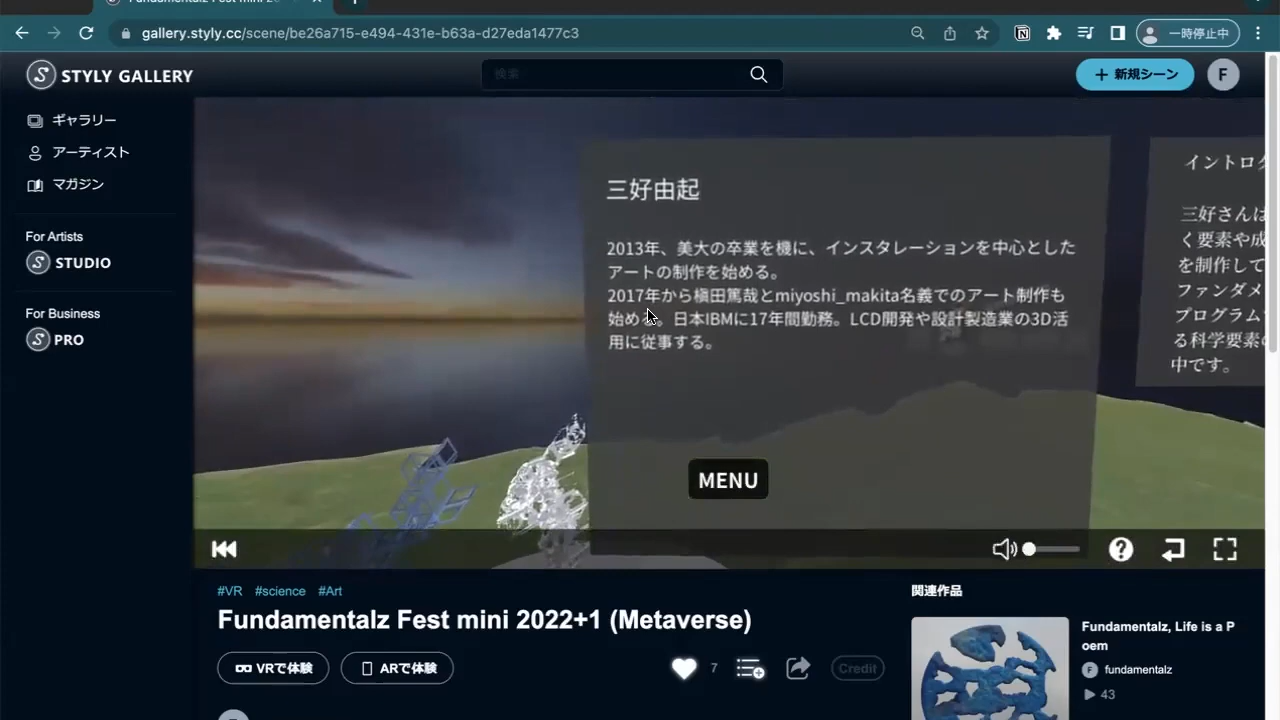 Fundamentalz Fest mini 20
gallery.styly.cc/scene/be26a715-e494-431e-b63a-d27eda1477c3
一時停止中
S STYLY GALLERY
検索
+ 新規シーン
F
ギャラリー
アーティスト
マガジン
For Artists
S STUDIO
For Business
S PRO
三好由起
2013年、美大の卒業を機に、インスタレーションを中心とした
アートの制作を始める。
2017年から槇田篤哉とmiyoshi_makita名義でのアート制作も
始める。日本IBMに17年間勤務。LCD開発や設計製造業の3D活
用に従事する。
イントロク
三好さんは
く要素や成
を制作して
ファンダメ
プログラム
る科学要素の
中です。
MENU
#VR #science #Art
Fundamentalz Fest mini 2022+1 (Metaverse)
VRで体験
ARで体験
7
Credit
関連作品
Fundamentalz, Life is a P
oem
F fundamentalz
43